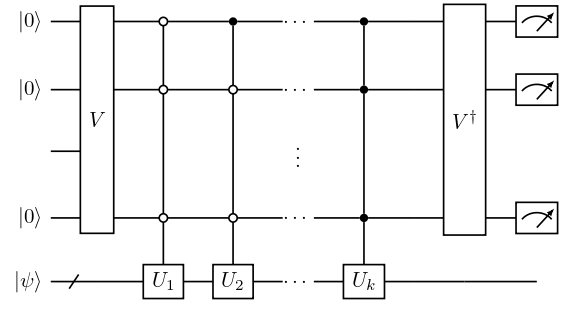 |0⟩ · · ·
|0⟩ · · ·
V V†
⋮
|0⟩ · · ·
|ψ⟩ U₁ U₂ · · · Uₖ